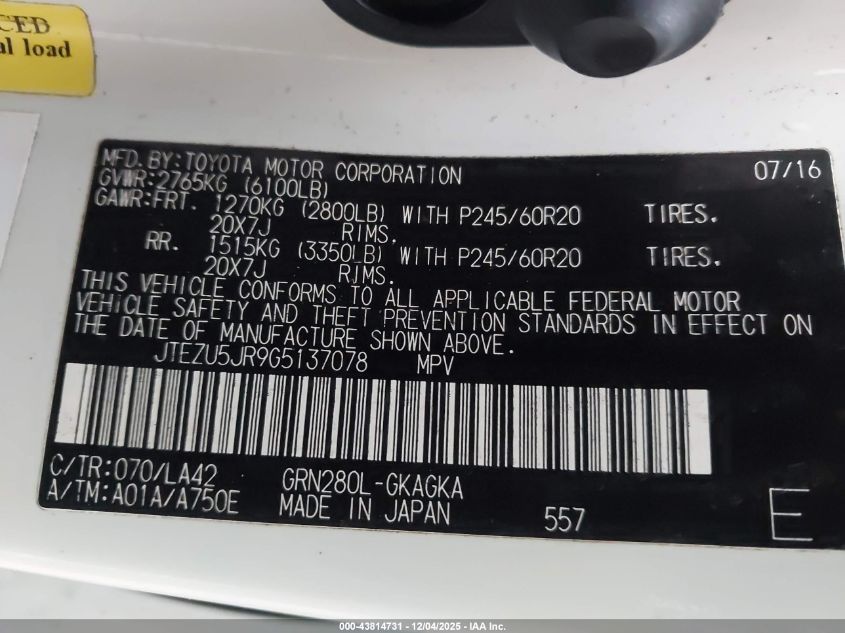 CED
al load
MFD. BY: TOYOTA MOTOR CORPORATION 07/16
GVWR: 2765KG (6100LB)
GAWR: FRT. 1270KG (2800LB) WITH P245/60R20 TIRES.
20X7J RIMS.
RR. 1515KG (3350LB) WITH P245/60R20 TIRES.
20X7J RIMS.
THIS VEHICLE CONFORMS TO ALL APPLICABLE FEDERAL MOTOR
VEHICLE SAFETY AND THEFT PREVENTION STANDARDS IN EFFECT ON
THE DATE OF MANUFACTURE SHOWN ABOVE.
JTEZU5JR9G5137078 MPV
C/TR: 070/LA42 GRN280L-GKAGKA
A/TM: A01A/A750E MADE IN JAPAN 557 E
000-43814731 - 12/04/2025 - IAA Inc.